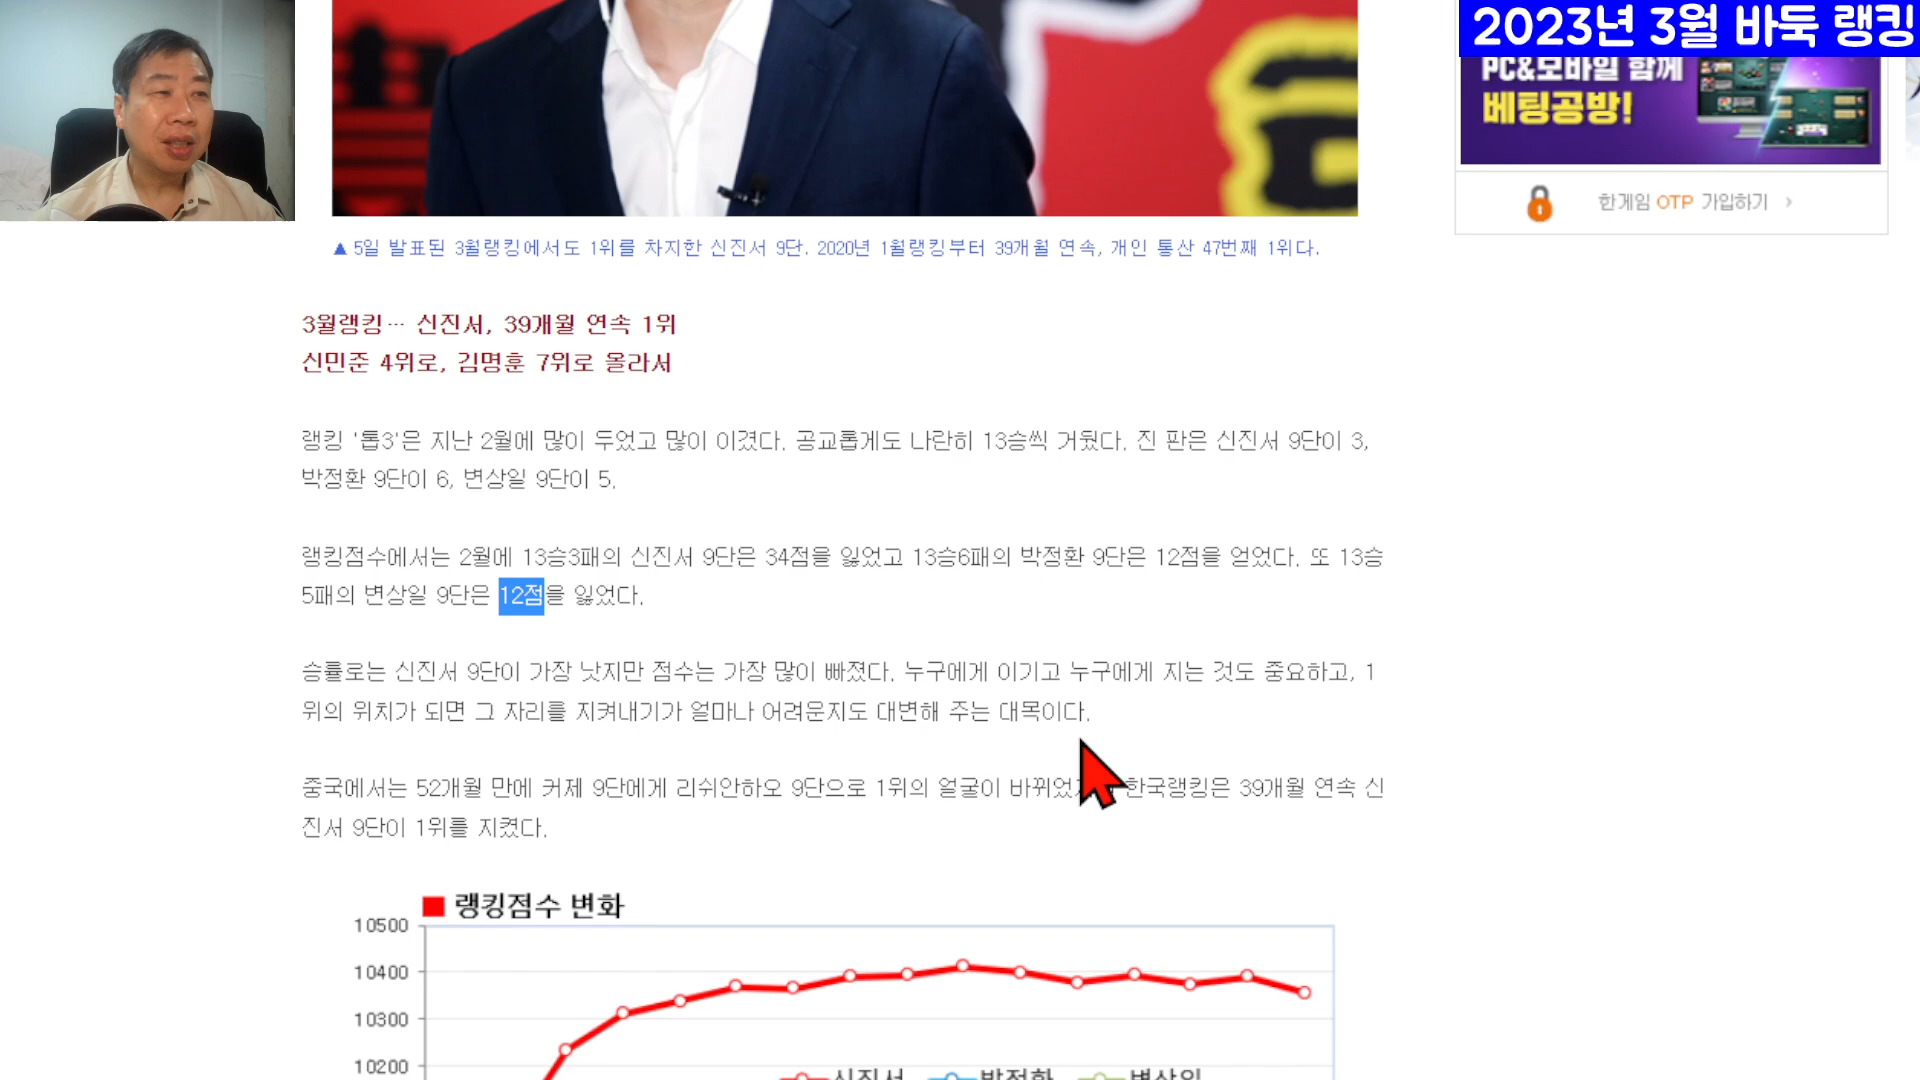 2023년 3월 바둑 랭킹
PC&모바일 함께
베팅공방!
한게임 OTP 가입하기 ›
▲ 5일 발표된 3월랭킹에서도 1위를 차지한 신진서 9단. 2020년 1월랭킹부터 39개월 연속, 개인 통산 47번째 1위다.
3월랭킹… 신진서, 39개월 연속 1위
신민준 4위로, 김명훈 7위로 올라서
랭킹 '톱3'은 지난 2월에 많이 두었고 많이 이겼다. 공교롭게도 나란히 13승씩 거뒀다. 진 판은 신진서 9단이 3,
박정환 9단이 6, 변상일 9단이 5.
랭킹점수에서는 2월에 13승3패의 신진서 9단은 34점을 잃었고 13승6패의 박정환 9단은 12점을 얻었다. 또 13승
5패의 변상일 9단은 12점을 잃었다.
승률로는 신진서 9단이 가장 낫지만 점수는 가장 많이 빠졌다. 누구에게 이기고 누구에게 지는 것도 중요하고, 1
위의 위치가 되면 그 자리를 지켜내기가 얼마나 어려운지도 대변해 주는 대목이다.
중국에서는 52개월 만에 커제 9단에게 리쉬안하오 9단으로 1위의 얼굴이 바뀌었 한국랭킹은 39개월 연속 신
진서 9단이 1위를 지켰다.
■ 랭킹점수 변화
10500
10400
10300
10200
신진서 박정환 변상일